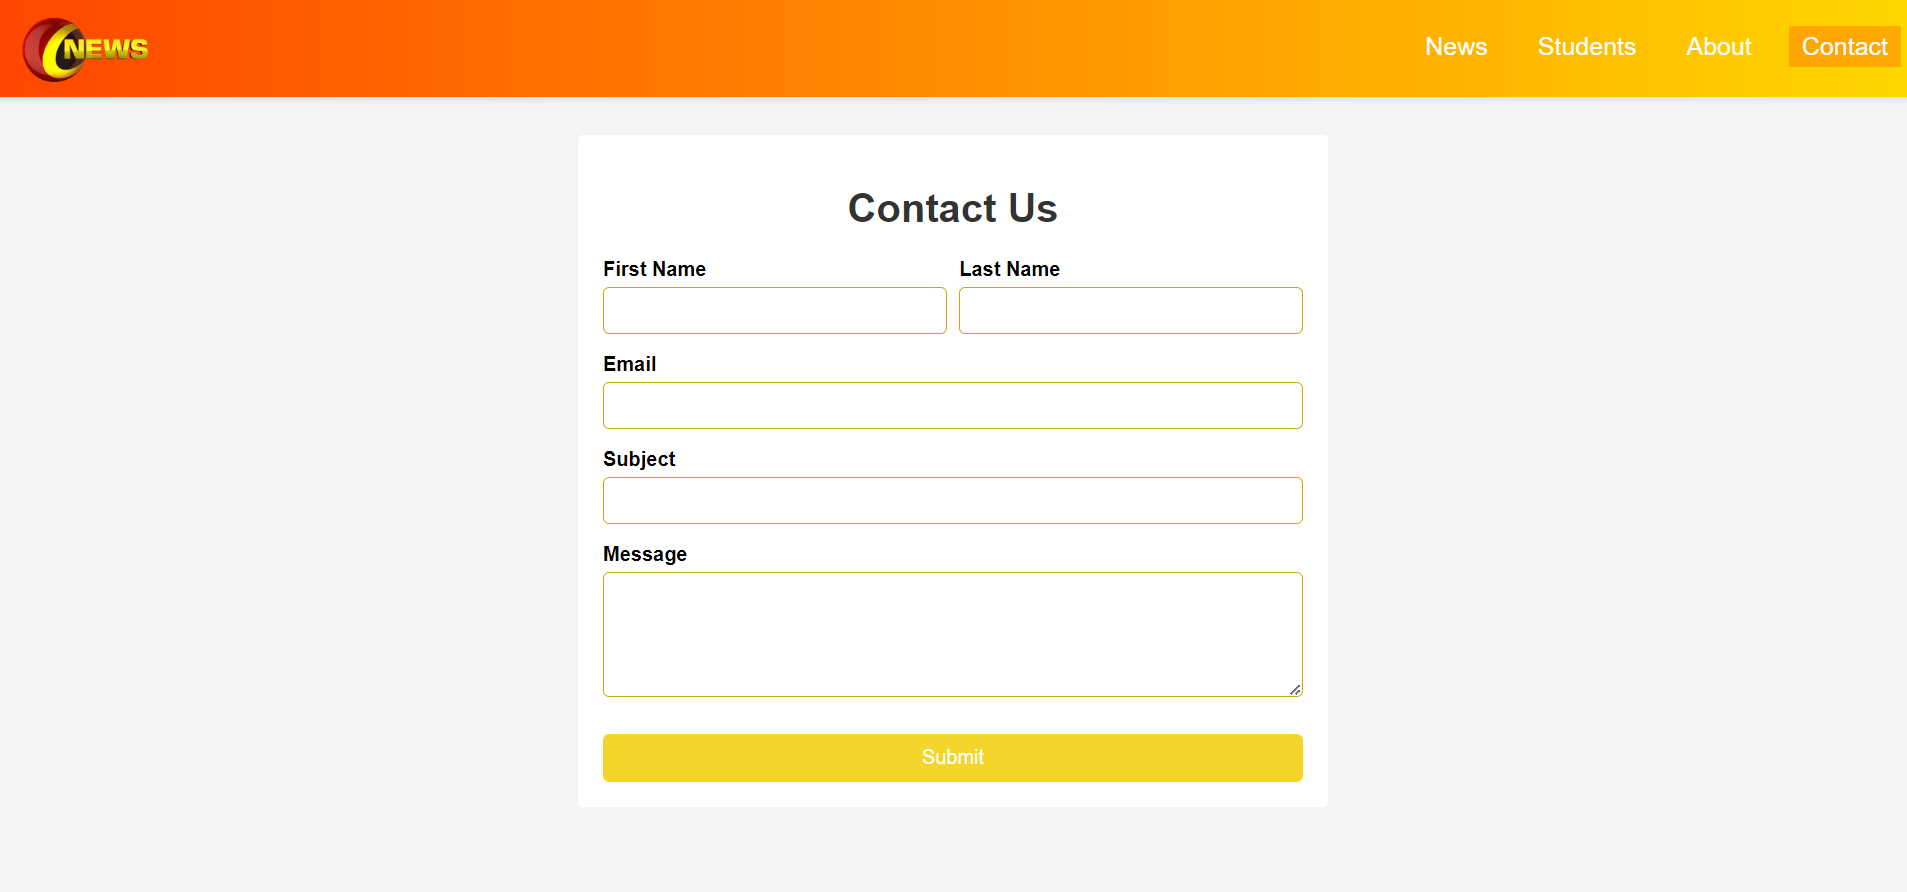 NEWS
News Students About Contact
Contact Us
First Name Last Name
Email
Subject
Message
Submit